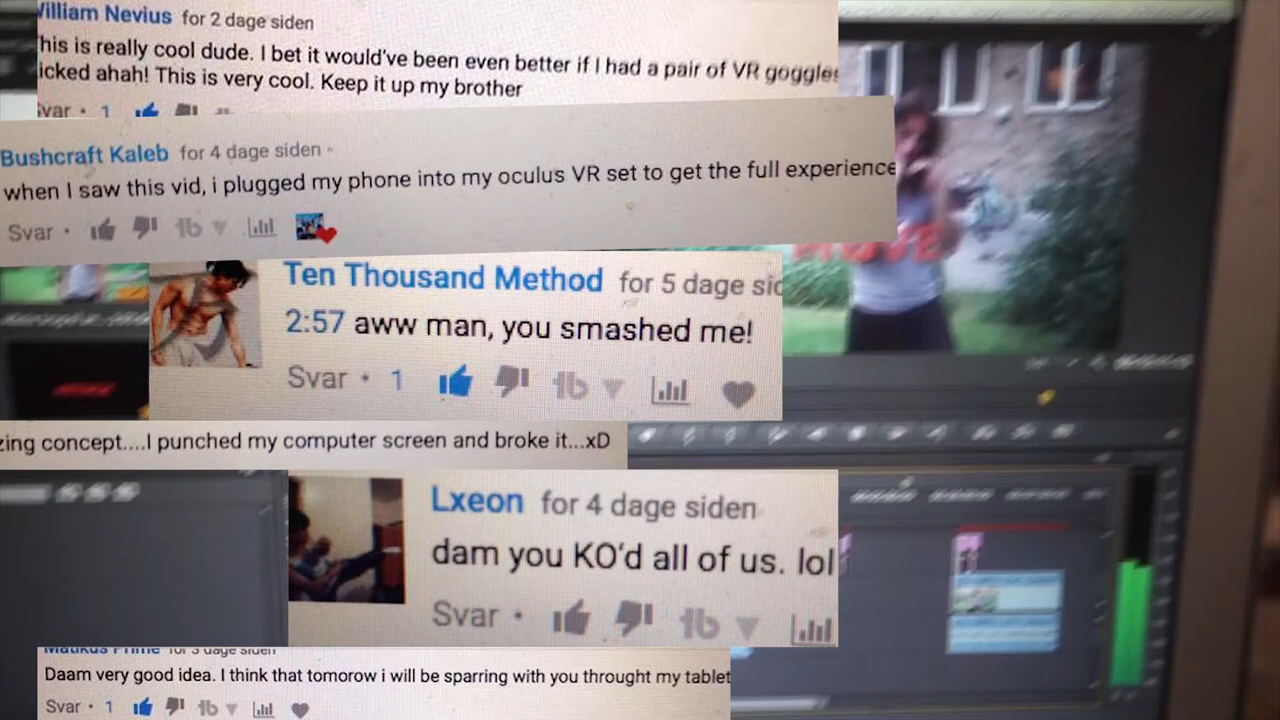 William Nevius for 2 dage siden
his is really cool dude. I bet it would've been even better if I had a pair of VR goggles
icked ahah! This is very cool. Keep it up my brother
Svar • 1
Bushcraft Kaleb for 4 dage siden
when I saw this vid, i plugged my phone into my oculus VR set to get the full experience
Svar • tb
Ten Thousand Method for 5 dage sid
2:57 aww man, you smashed me!
Svar • 1 tb
MOVE
zing concept....I punched my computer screen and broke it...xD
Lxeon for 4 dage siden
dam you KO'd all of us. lol
Svar • tb
for 3 dage siden
Daam very good idea. I think that tomorow i will be sparring with you throught my tablet
Svar • 1 tb